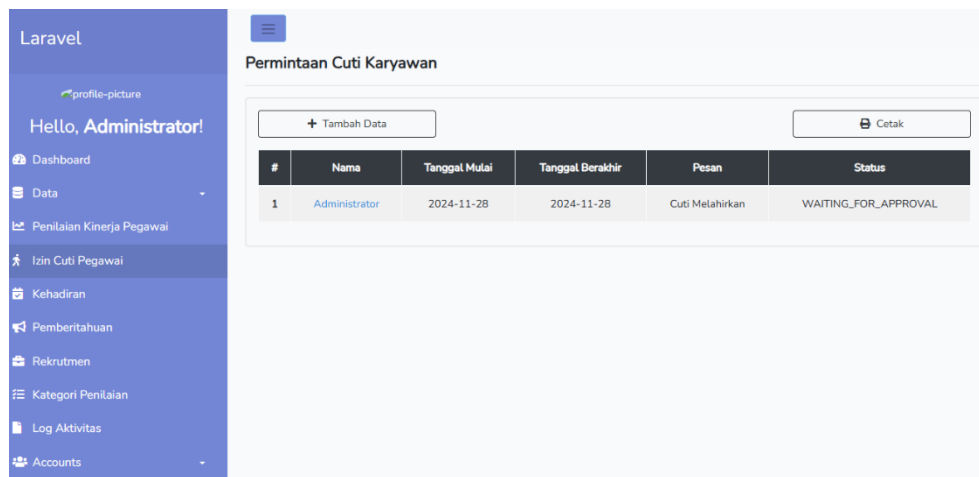 Laravel
profile-picture
Hello, Administrator!
Dashboard
Data
Penilaian Kinerja Pegawai
Izin Cuti Pegawai
Kehadiran
Pemberitahuan
Rekrutmen
Kategori Penilaian
Log Aktivitas
Accounts
Permintaan Cuti Karyawan
+ Tambah Data Cetak
# Nama Tanggal Mulai Tanggal Berakhir Pesan Status
1 Administrator 2024-11-28 2024-11-28 Cuti Melahirkan WAITING_FOR_APPROVAL